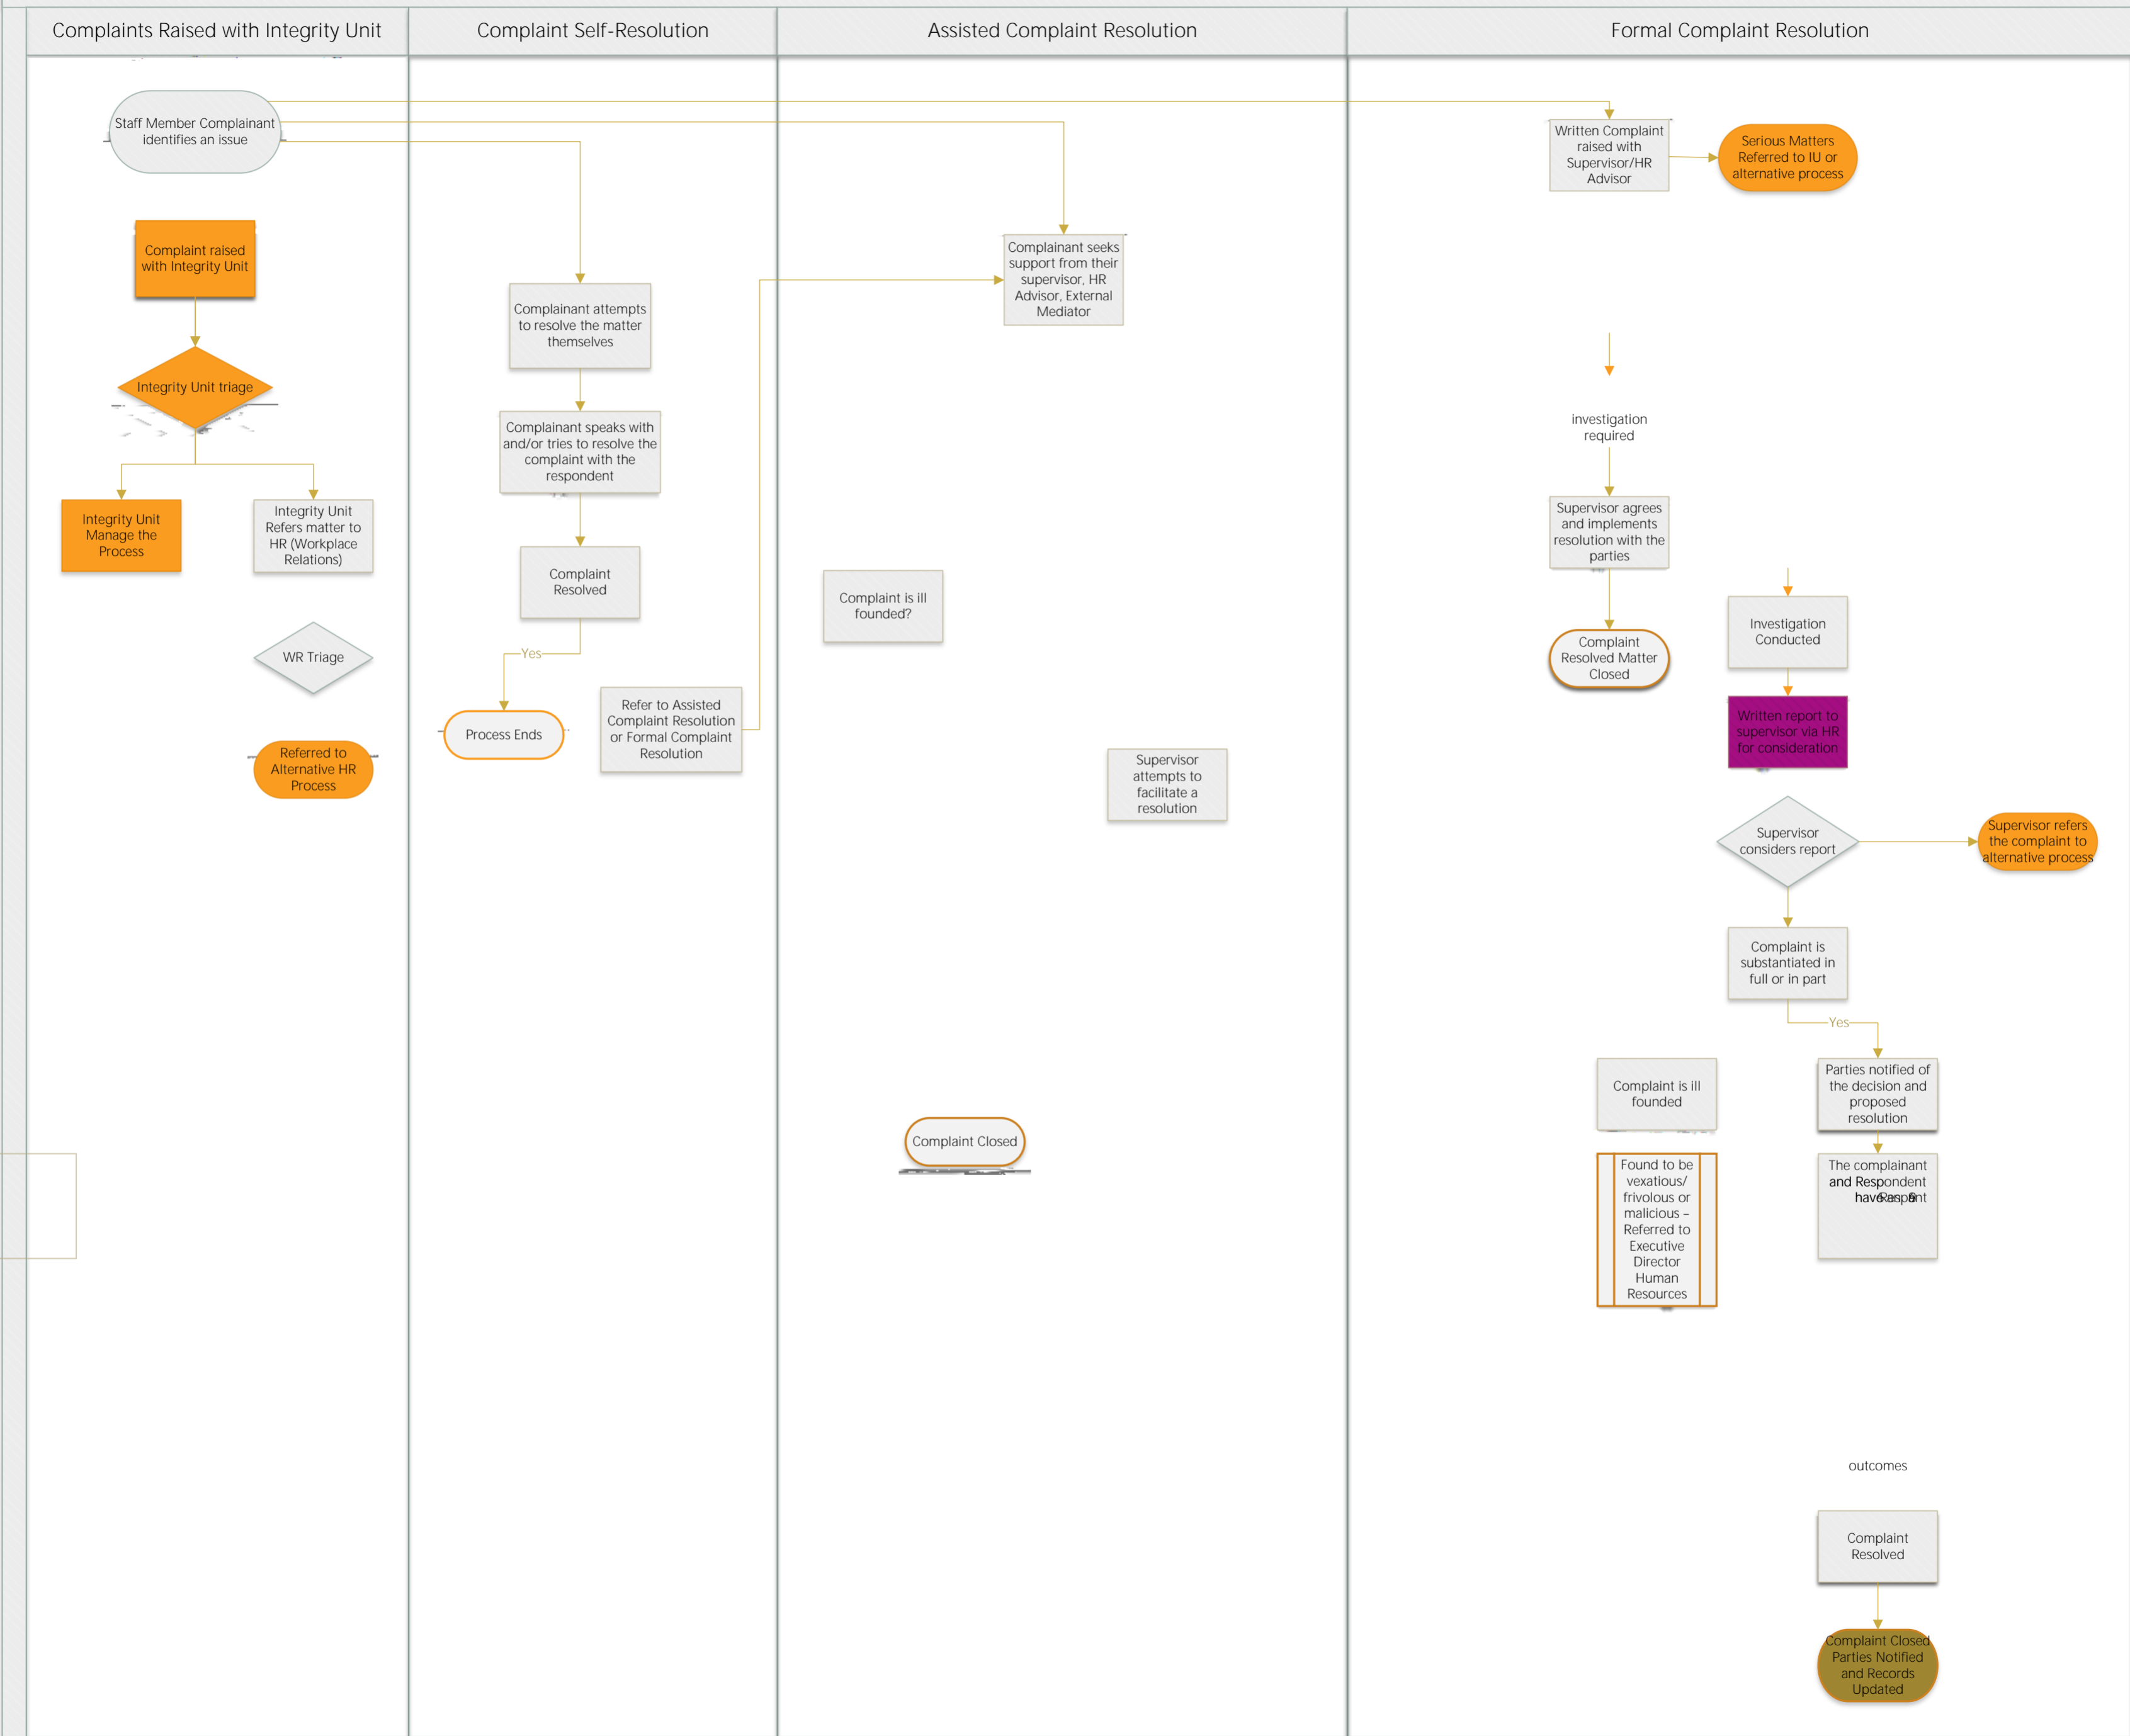 Complaints Raised with Integrity Unit
Complaint Self-Resolution
Assisted Complaint Resolution
Formal Complaint Resolution
Staff Member Complainant
identifies an issue
Complaint raised
with Integrity Unit
Integrity Unit triage
Integrity Unit
Manage the
Process
Integrity Unit
Refers matter to
HR (Workplace
Relations)
WR Triage
Referred to
Alternative HR
Process
Complainant attempts
to resolve the matter
themselves
Complainant speaks with
and/or tries to resolve the
complaint with the
respondent
Complaint
Resolved
Yes
Process Ends
Refer to Assisted
Complaint Resolution
or Formal Complaint
Resolution
Complainant seeks
support from their
supervisor, HR
Advisor, External
Mediator
Complaint is ill
founded?
Supervisor
attempts to
facilitate a
resolution
Complaint Closed
Written Complaint
raised with
Supervisor/HR
Advisor
Serious Matters
Referred to IU or
alternative process
investigation
required
Supervisor agrees
and implements
resolution with the
parties
Complaint
Resolved Matter
Closed
Investigation
Conducted
Written report to
supervisor via HR
for consideration
Supervisor
considers report
Supervisor refers
the complaint to
alternative process
Complaint is
substantiated in
full or in part
Yes
Complaint is ill
founded
Parties notified of
the decision and
proposed
resolution
Found to be
vexatious/
frivolous or
malicious –
Referred to
Executive
Director
Human
Resources
The complainant
and Respondent
have
outcomes
Complaint
Resolved
Complaint Closed
Parties Notified
and Records
Updated